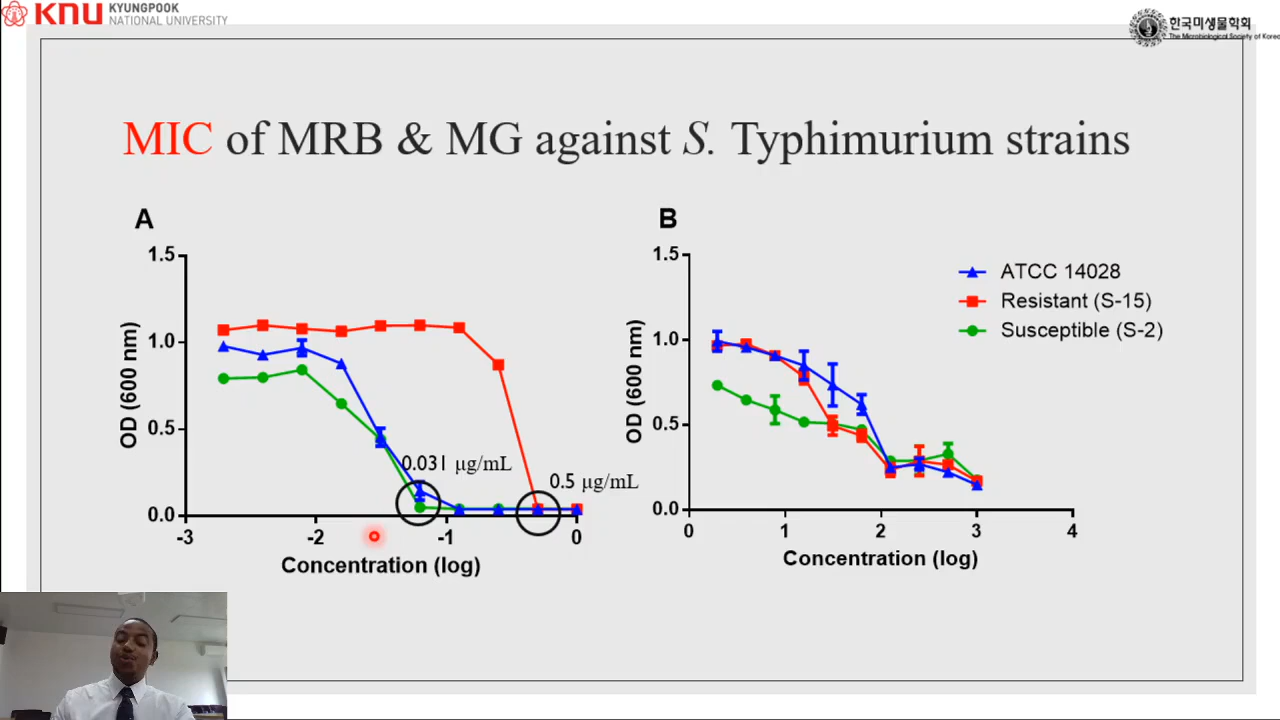 KNU KYUNGPOOK
NATIONAL UNIVERSITY
한국미생물학회
The Microbiological Society of Korea
MIC of MRB & MG against S. Typhimurium strains
A
1.5
1.0
0.5
0.0
OD (600 nm)
-3 -2 -1 0
Concentration (log)
0.031 µg/mL
0.5 µg/mL
B
1.5
1.0
0.5
0.0
OD (600 nm)
0 1 2 3 4
Concentration (log)
ATCC 14028
Resistant (S-15)
Susceptible (S-2)